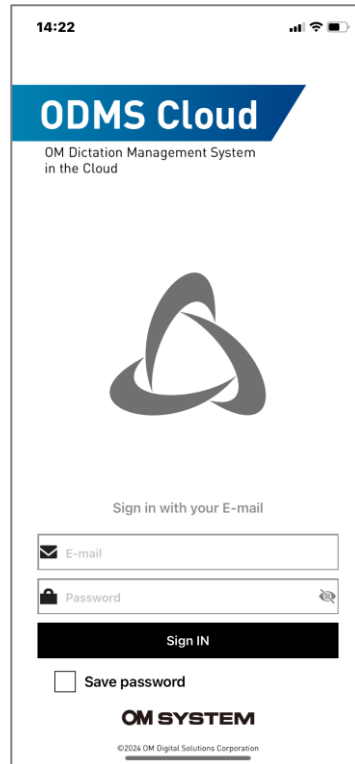 14:22
ODMS Cloud
OM Dictation Management System
in the Cloud
Sign in with your E-mail
E-mail
Password
Sign IN
Save password
OM SYSTEM
©2024 OM Digital Solutions Corporation